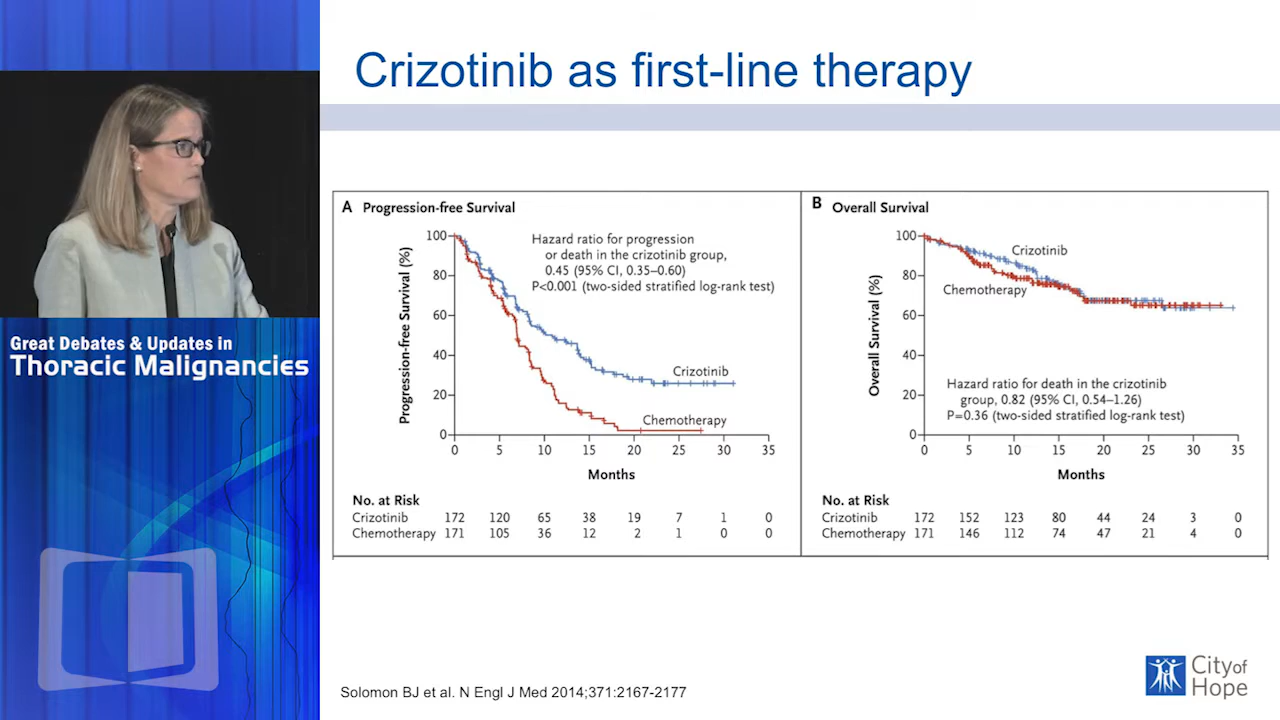 Crizotinib as first-line therapy
Great Debates & Updates in
Thoracic Malignancies
A Progression-free Survival
Hazard ratio for progression
or death in the crizotinib group,
0.45 (95% CI, 0.35–0.60)
P<0.001 (two-sided stratified log-rank test)
Progression-free Survival (%)
100
80
60
40
20
0
Crizotinib
Chemotherapy
0 5 10 15 20 25 30 35
Months
No. at Risk
Crizotinib 172 120 65 38 19 7 1 0
Chemotherapy 171 105 36 12 2 1 0 0
B Overall Survival
Overall Survival (%)
100
80
60
40
20
0
Crizotinib
Chemotherapy
Hazard ratio for death in the crizotinib
group, 0.82 (95% CI, 0.54–1.26)
P=0.36 (two-sided stratified log-rank test)
0 5 10 15 20 25 30 35
Months
No. at Risk
Crizotinib 172 152 123 80 44 24 3 0
Chemotherapy 171 146 112 74 47 21 4 0
Solomon BJ et al. N Engl J Med 2014;371:2167-2177
City of
Hope